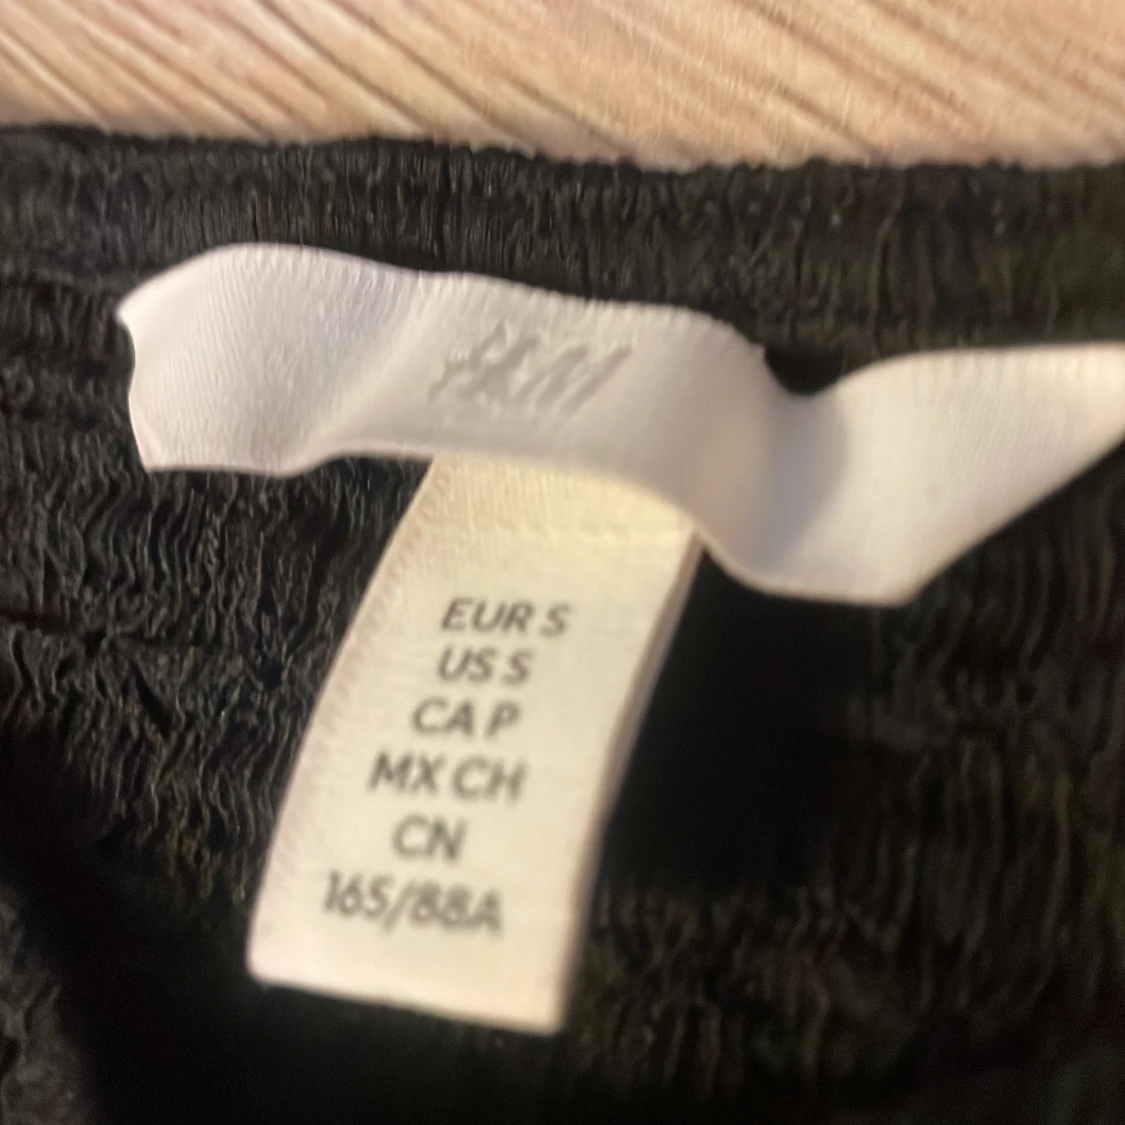 H&M
EUR S
US S
CA P
MX CH
CN
165/88A